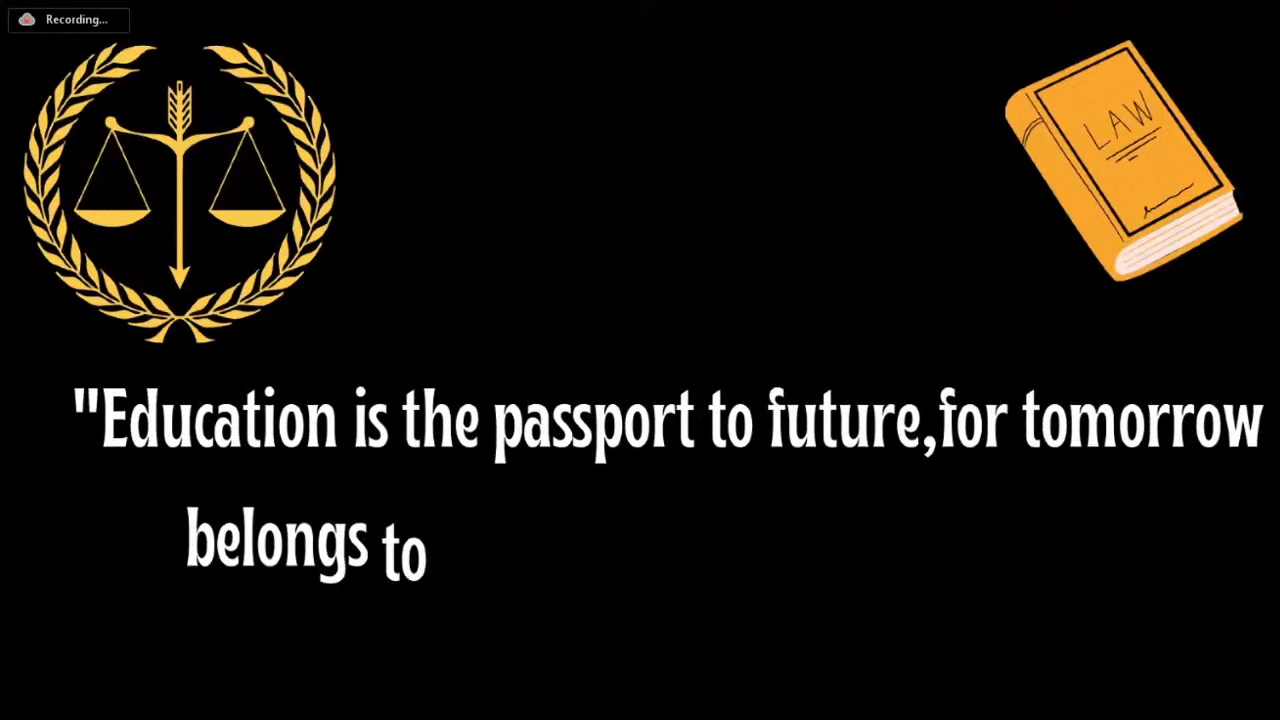 Recording...
LAW
"Education is the passport to future,for tomorrow
belongs to